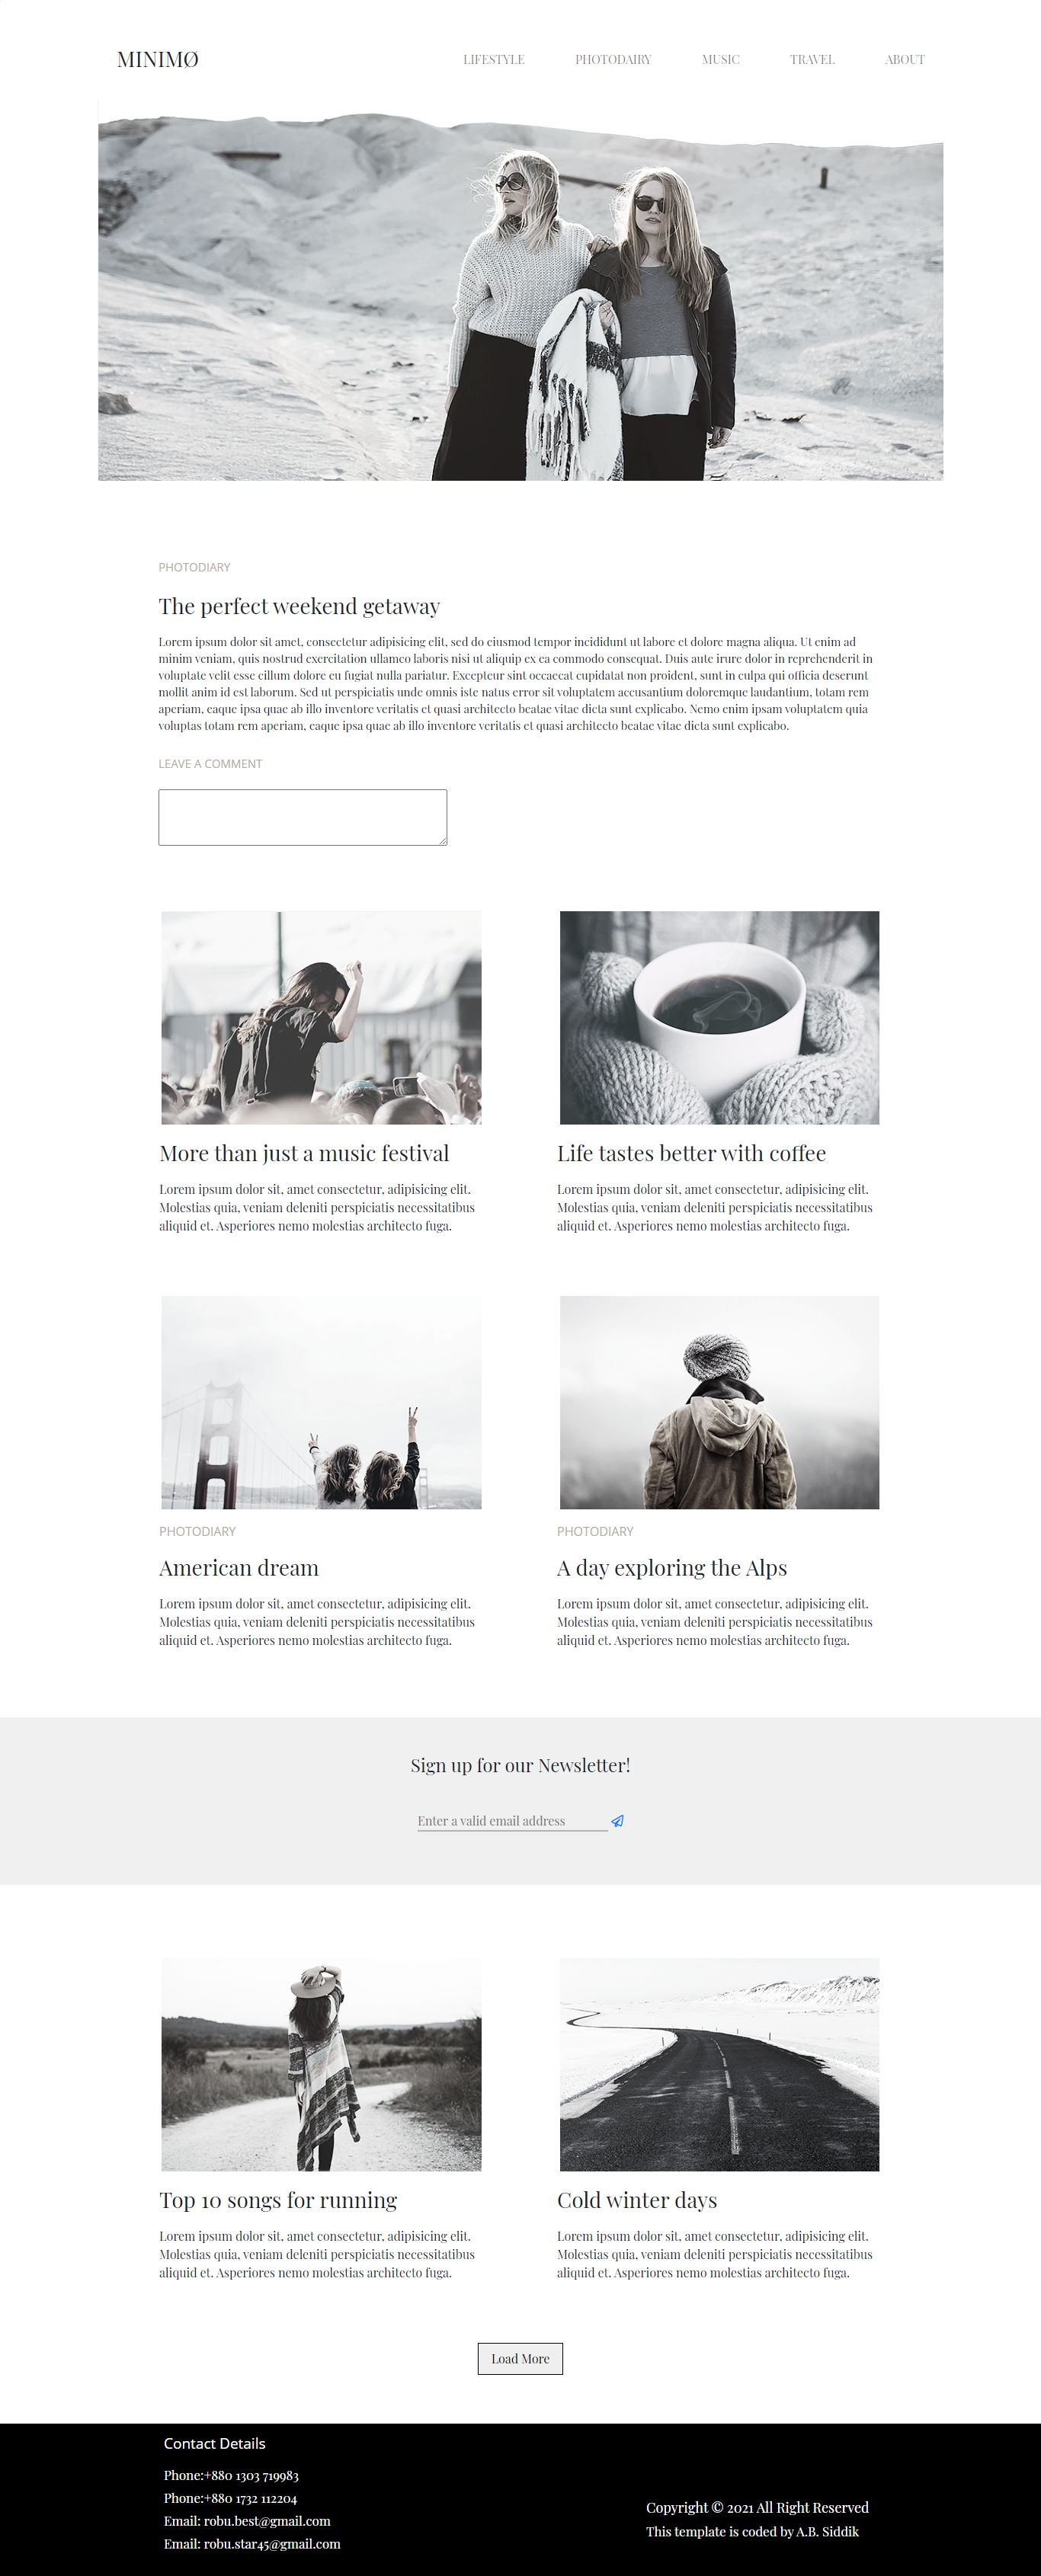 MINIMØ
LIFESTYLE PHOTODAIRY MUSIC TRAVEL ABOUT
PHOTODIARY
The perfect weekend getaway
Lorem ipsum dolor sit amet, consectetur adipisicing elit, sed do eiusmod tempor incididunt ut labore et dolore magna aliqua. Ut enim ad
minim veniam, quis nostrud exercitation ullamco laboris nisi ut aliquip ex ea commodo consequat. Duis aute irure dolor in reprehenderit in
voluptate velit esse cillum dolore eu fugiat nulla pariatur. Excepteur sint occaecat cupidatat non proident, sunt in culpa qui officia deserunt
mollit anim id est laborum. Sed ut perspiciatis unde omnis iste natus error sit voluptatem accusantium doloremque laudantium, totam rem
aperiam, eaque ipsa quae ab illo inventore veritatis et quasi architecto beatae vitae dicta sunt explicabo. Nemo enim ipsam voluptatem quia
voluptas totam rem aperiam, eaque ipsa quae ab illo inventore veritatis et quasi architecto beatae vitae dicta sunt explicabo.
LEAVE A COMMENT
More than just a music festival
Lorem ipsum dolor sit, amet consectetur, adipisicing elit.
Molestias quia, veniam deleniti perspiciatis necessitatibus
aliquid et. Asperiores nemo molestias architecto fuga.
Life tastes better with coffee
Lorem ipsum dolor sit, amet consectetur, adipisicing elit.
Molestias quia, veniam deleniti perspiciatis necessitatibus
aliquid et. Asperiores nemo molestias architecto fuga.
PHOTODIARY
American dream
Lorem ipsum dolor sit, amet consectetur, adipisicing elit.
Molestias quia, veniam deleniti perspiciatis necessitatibus
aliquid et. Asperiores nemo molestias architecto fuga.
PHOTODIARY
A day exploring the Alps
Lorem ipsum dolor sit, amet consectetur, adipisicing elit.
Molestias quia, veniam deleniti perspiciatis necessitatibus
aliquid et. Asperiores nemo molestias architecto fuga.
Sign up for our Newsletter!
Enter a valid email address
Top 10 songs for running
Lorem ipsum dolor sit, amet consectetur, adipisicing elit.
Molestias quia, veniam deleniti perspiciatis necessitatibus
aliquid et. Asperiores nemo molestias architecto fuga.
Cold winter days
Lorem ipsum dolor sit, amet consectetur, adipisicing elit.
Molestias quia, veniam deleniti perspiciatis necessitatibus
aliquid et. Asperiores nemo molestias architecto fuga.
Load More
Contact Details
Phone:+880 1303 719983
Phone:+880 1732 112204
Email: robu.best@gmail.com
Email: robu.star45@gmail.com
Copyright © 2021 All Right Reserved
This template is coded by A.B. Siddik